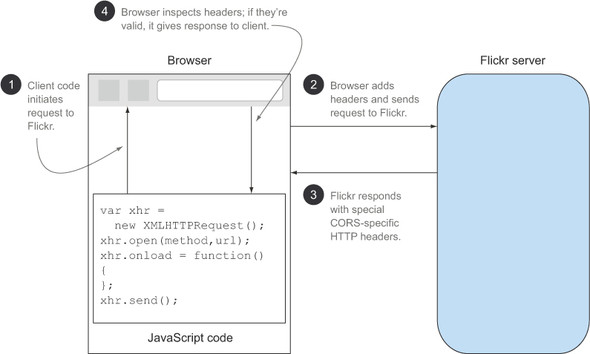 4 Browser inspects headers; if they're
valid, it gives response to client.
Browser
Flickr server
1 Client code
initiates
request to
Flickr.
2 Browser adds
headers and sends
request to Flickr.
3 Flickr responds
with special
CORS-specific
HTTP headers.
var xhr =
new XMLHTTPRequest();
xhr.open(method,url);
xhr.onload = function()
{
};
xhr.send();
JavaScript code